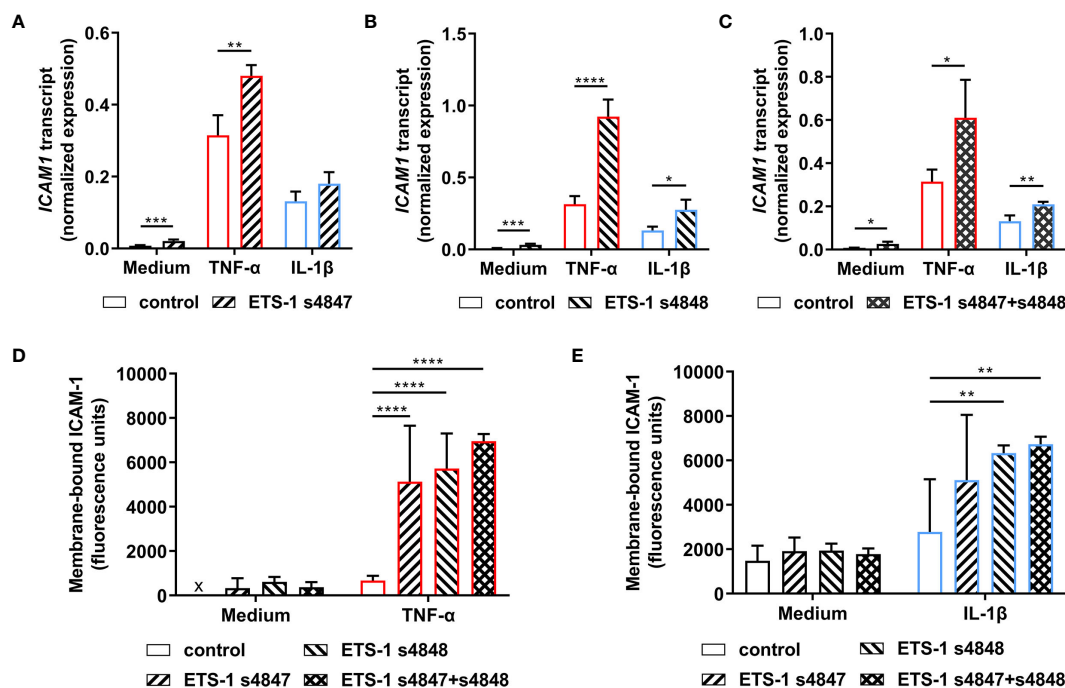 A
ICAM1 transcript
(normalized expression)
0.6
0.4
0.2
0.0
***
**
Medium
TNF-α
IL-1β
control
ETS-1 s4847
B
ICAM1 transcript
(normalized expression)
1.5
1.0
0.5
0.0
***
****
*
Medium
TNF-α
IL-1β
control
ETS-1 s4848
C
ICAM1 transcript
(normalized expression)
1.0
0.8
0.6
0.4
0.2
0.0
*
*
**
Medium
TNF-α
IL-1β
control
ETS-1 s4847+s4848
D
Membrane-bound ICAM-1
(fluorescence units)
10000
8000
6000
4000
2000
0
x
****
****
****
Medium
TNF-α
control
ETS-1 s4848
ETS-1 s4847
ETS-1 s4847+s4848
E
Membrane-bound ICAM-1
(fluorescence units)
10000
8000
6000
4000
2000
0
**
**
Medium
IL-1β
control
ETS-1 s4848
ETS-1 s4847
ETS-1 s4847+s4848